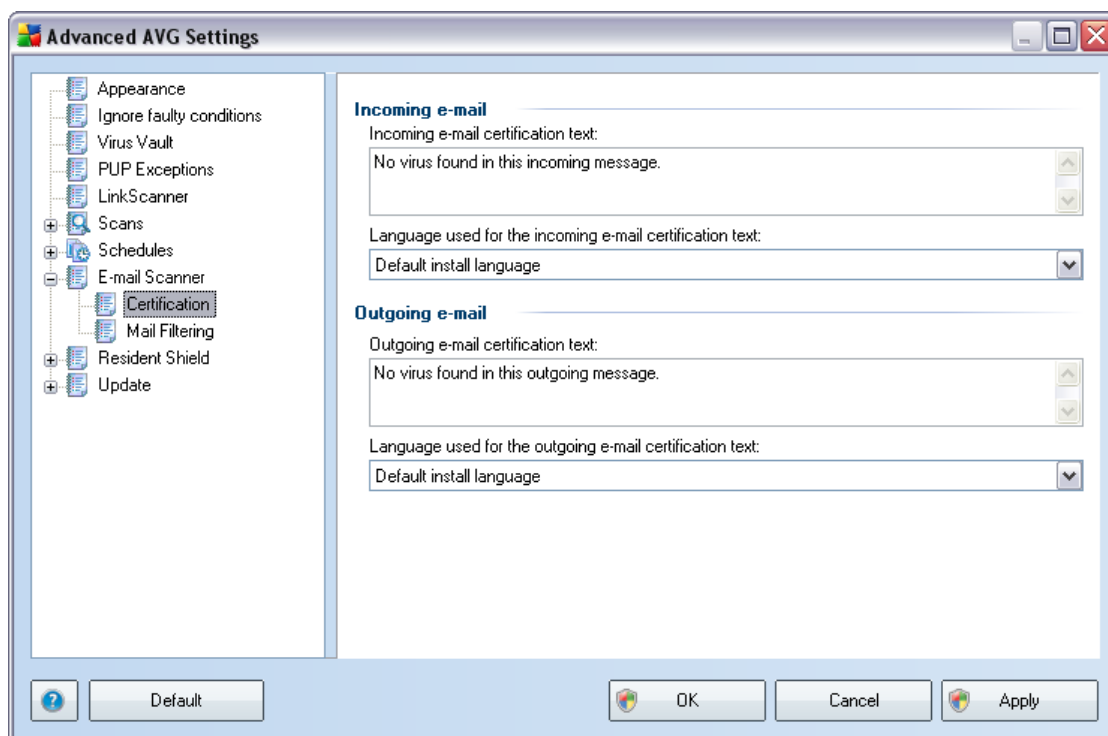 Advanced AVG Settings
Appearance
Ignore faulty conditions
Virus Vault
PUP Exceptions
LinkScanner
Scans
Schedules
E-mail Scanner
Certification
Mail Filtering
Resident Shield
Update
Incoming e-mail
Incoming e-mail certification text:
No virus found in this incoming message.
Language used for the incoming e-mail certification text:
Default install language
Outgoing e-mail
Outgoing e-mail certification text:
No virus found in this outgoing message.
Language used for the outgoing e-mail certification text:
Default install language
? Default OK Cancel Apply